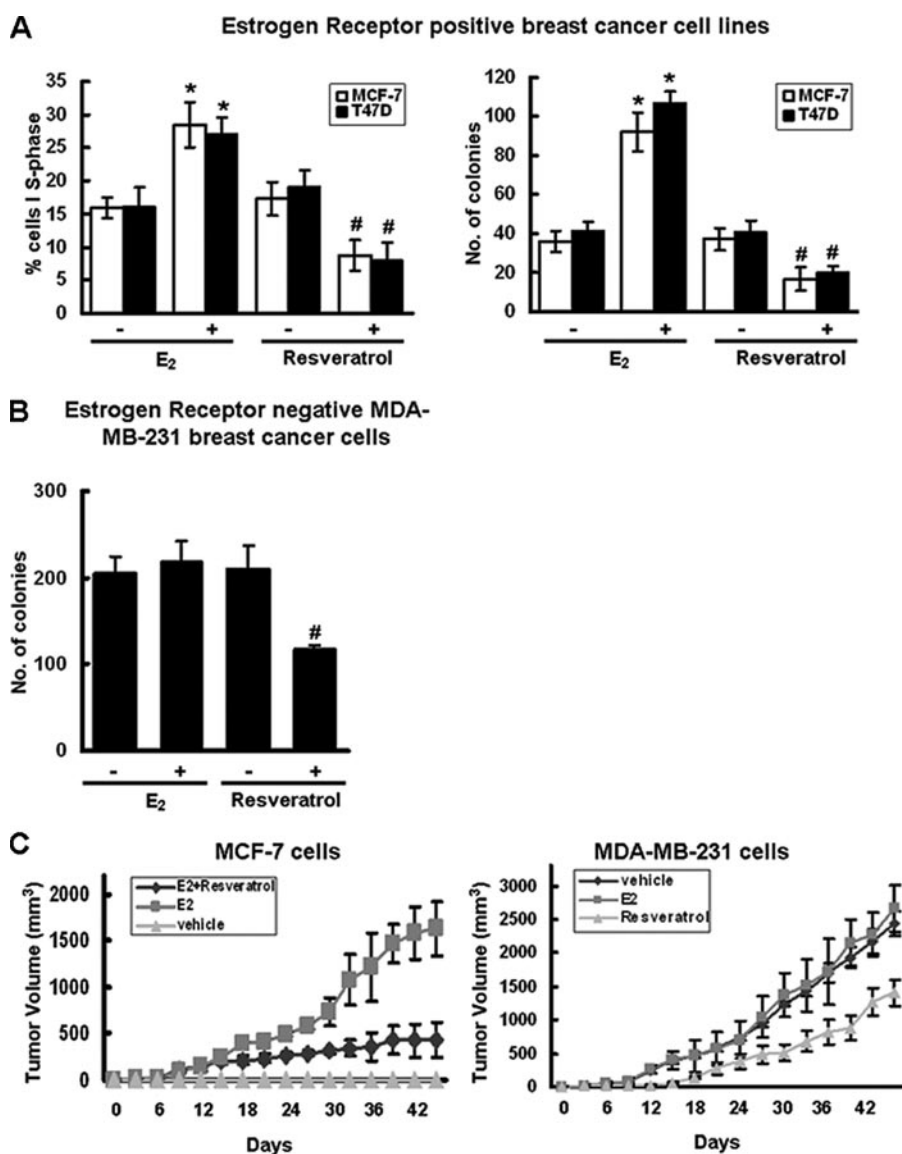 A
Estrogen Receptor positive breast cancer cell lines
% cells I S-phase
35
30
25
20
15
10
5
0
MCF-7
T47D
*
*
#
#
-
+
-
+
E2
Resveratrol
No. of colonies
120
100
80
60
40
20
0
MCF-7
T47D
*
*
#
#
-
+
-
+
E2
Resveratrol
B
Estrogen Receptor negative MDA-
MB-231 breast cancer cells
No. of colonies
300
200
100
0
#
-
+
-
+
E2
Resveratrol
C
MCF-7 cells
Tumor Volume (mm3)
2000
1500
1000
500
0
E2+Resveratrol
E2
vehicle
0 6 12 18 24 30 36 42
Days
MDA-MB-231 cells
Tumor Volume (mm3)
3000
2500
2000
1500
1000
500
0
vehicle
E2
Resveratrol
0 6 12 18 24 30 36 42
Days